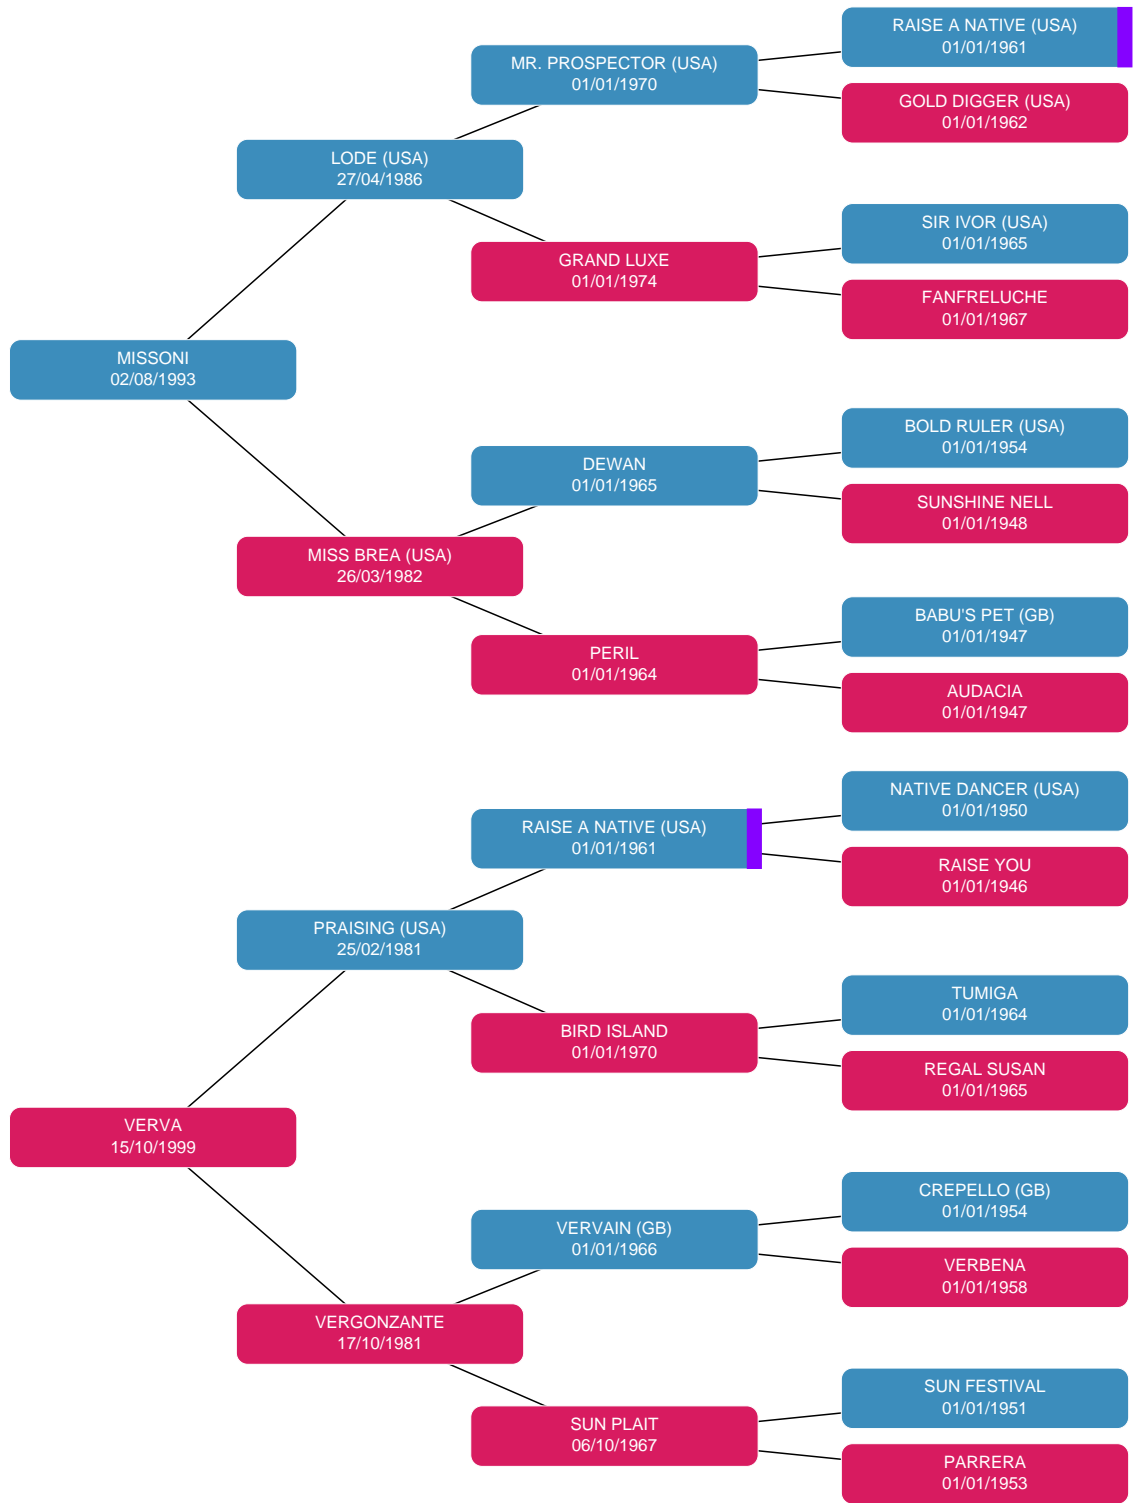 RAISE A NATIVE (USA)
01/01/1961
MR. PROSPECTOR (USA)
01/01/1970
GOLD DIGGER (USA)
01/01/1962
LODE (USA)
27/04/1986
SIR IVOR (USA)
01/01/1965
GRAND LUXE
01/01/1974
FANFRELUCHE
01/01/1967
MISSONI
02/08/1993
BOLD RULER (USA)
01/01/1954
DEWAN
01/01/1965
SUNSHINE NELL
01/01/1948
MISS BREA (USA)
26/03/1982
BABU'S PET (GB)
01/01/1947
PERIL
01/01/1964
AUDACIA
01/01/1947
NATIVE DANCER (USA)
01/01/1950
RAISE A NATIVE (USA)
01/01/1961
RAISE YOU
01/01/1946
PRAISING (USA)
25/02/1981
TUMIGA
01/01/1964
BIRD ISLAND
01/01/1970
REGAL SUSAN
01/01/1965
VERVA
15/10/1999
CREPELLO (GB)
01/01/1954
VERVAIN (GB)
01/01/1966
VERBENA
01/01/1958
VERGONZANTE
17/10/1981
SUN FESTIVAL
01/01/1951
SUN PLAIT
06/10/1967
PARRERA
01/01/1953